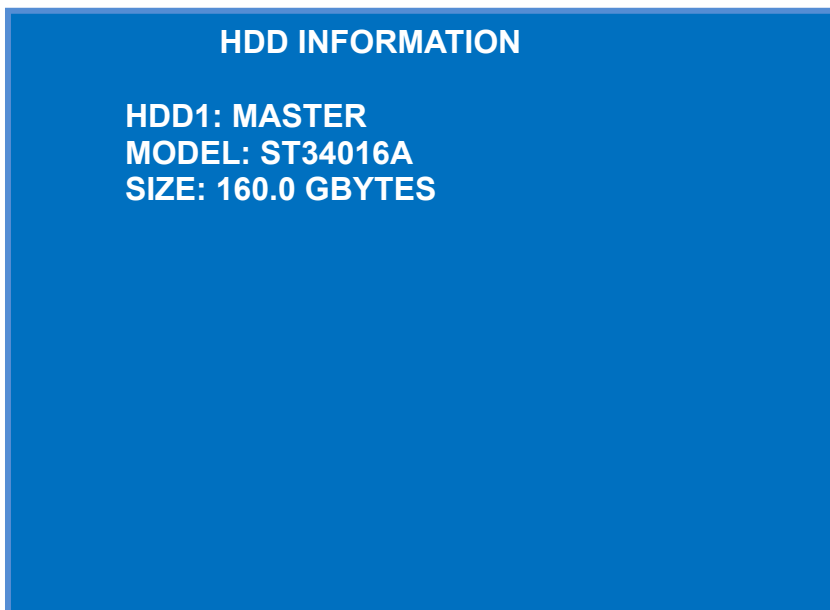 HDD INFORMATION
HDD1: MASTER
MODEL: ST34016A
SIZE: 160.0 GBYTES